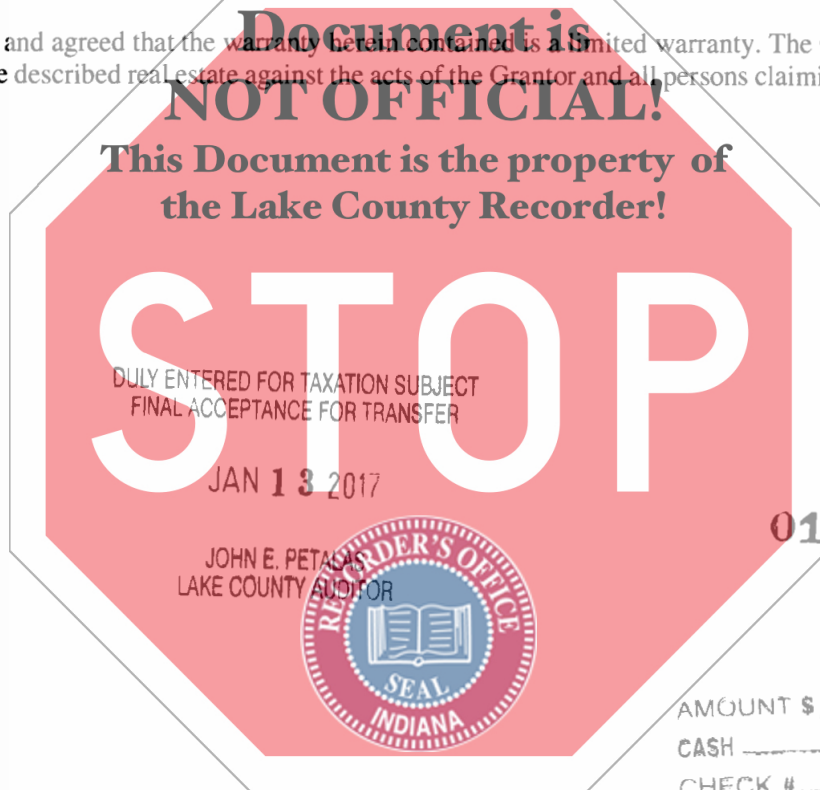 Document is
and agreed that the warranty herein contained is a limited warranty. The
e described real estate against the acts of the Grantor and all persons claimi
NOT OFFICIAL!
This Document is the property of
the Lake County Recorder!
STOP
DULY ENTERED FOR TAXATION SUBJECT
FINAL ACCEPTANCE FOR TRANSFER
JAN 13 2017
01
JOHN E. PETALAS
LAKE COUNTY AUDITOR
RECORDER'S OFFICE
SEAL
INDIANA
AMOUNT $
CASH
CHECK #